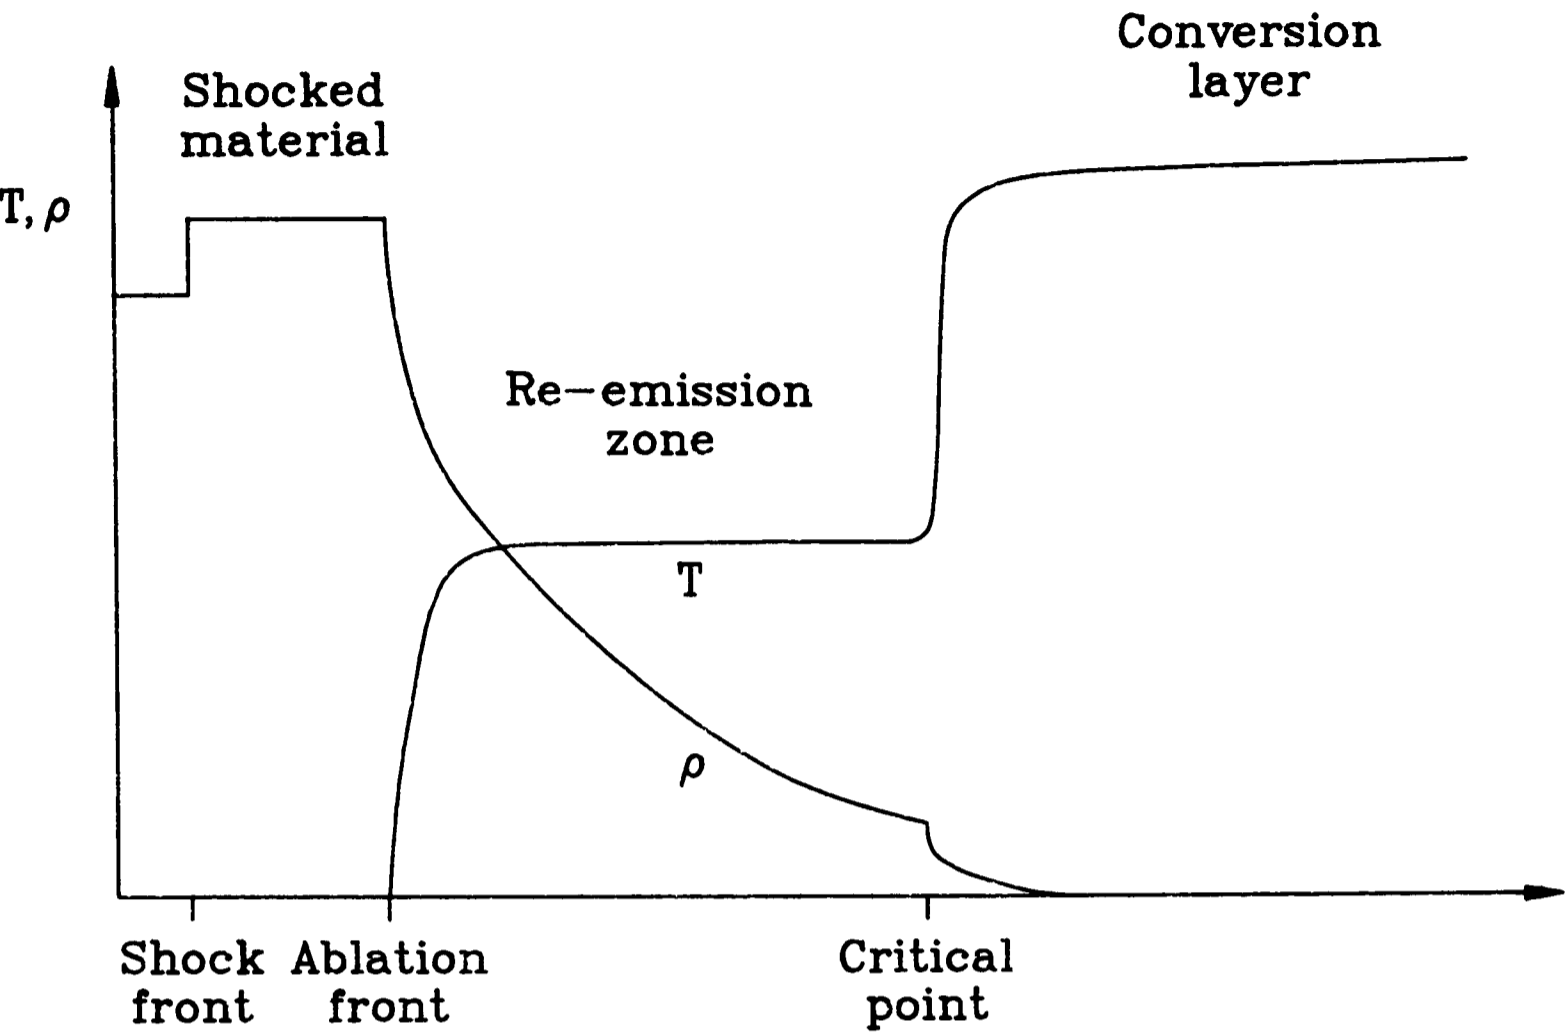 Conversion
layer
Shocked
material
T, ρ
Re-emission
zone
T
ρ
Shock
front
Ablation
front
Critical
point